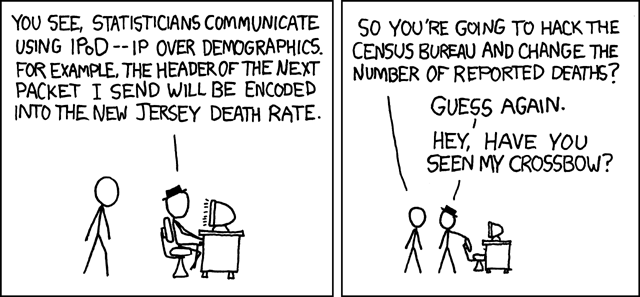 YOU SEE, STATISTICIANS COMMUNICATE
USING IPoD -- IP OVER DEMOGRAPHICS.
FOR EXAMPLE, THE HEADER OF THE NEXT
PACKET I SEND WILL BE ENCODED
INTO THE NEW JERSEY DEATH RATE.
SO YOU'RE GOING TO HACK THE
CENSUS BUREAU AND CHANGE THE
NUMBER OF REPORTED DEATHS?
GUESS AGAIN.
HEY, HAVE YOU
SEEN MY CROSSBOW?